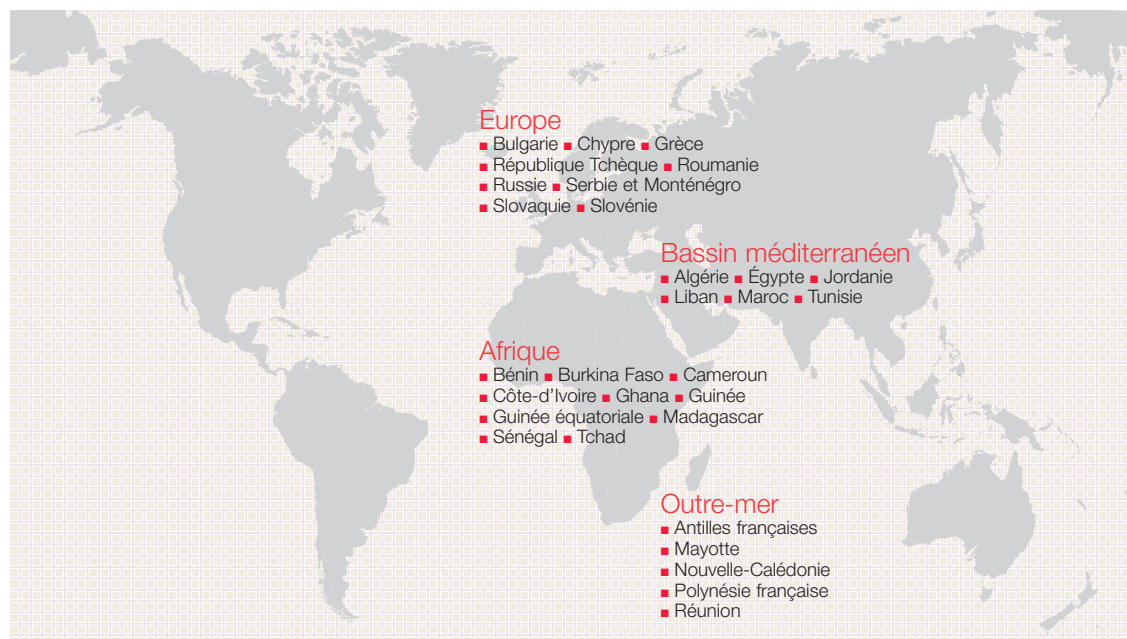 Europe
■ Bulgarie ■ Chypre ■ Grèce
■ République Tchèque ■ Roumanie
■ Russie ■ Serbie et Monténégro
■ Slovaquie ■ Slovénie
Bassin méditerranéen
■ Algérie ■ Égypte ■ Jordanie
■ Liban ■ Maroc ■ Tunisie
Afrique
■ Bénin ■ Burkina Faso ■ Cameroun
■ Côte-d'Ivoire ■ Ghana ■ Guinée
■ Guinée équatoriale ■ Madagascar
■ Sénégal ■ Tchad
Outre-mer
■ Antilles françaises
■ Mayotte
■ Nouvelle-Calédonie
■ Polynésie française
■ Réunion